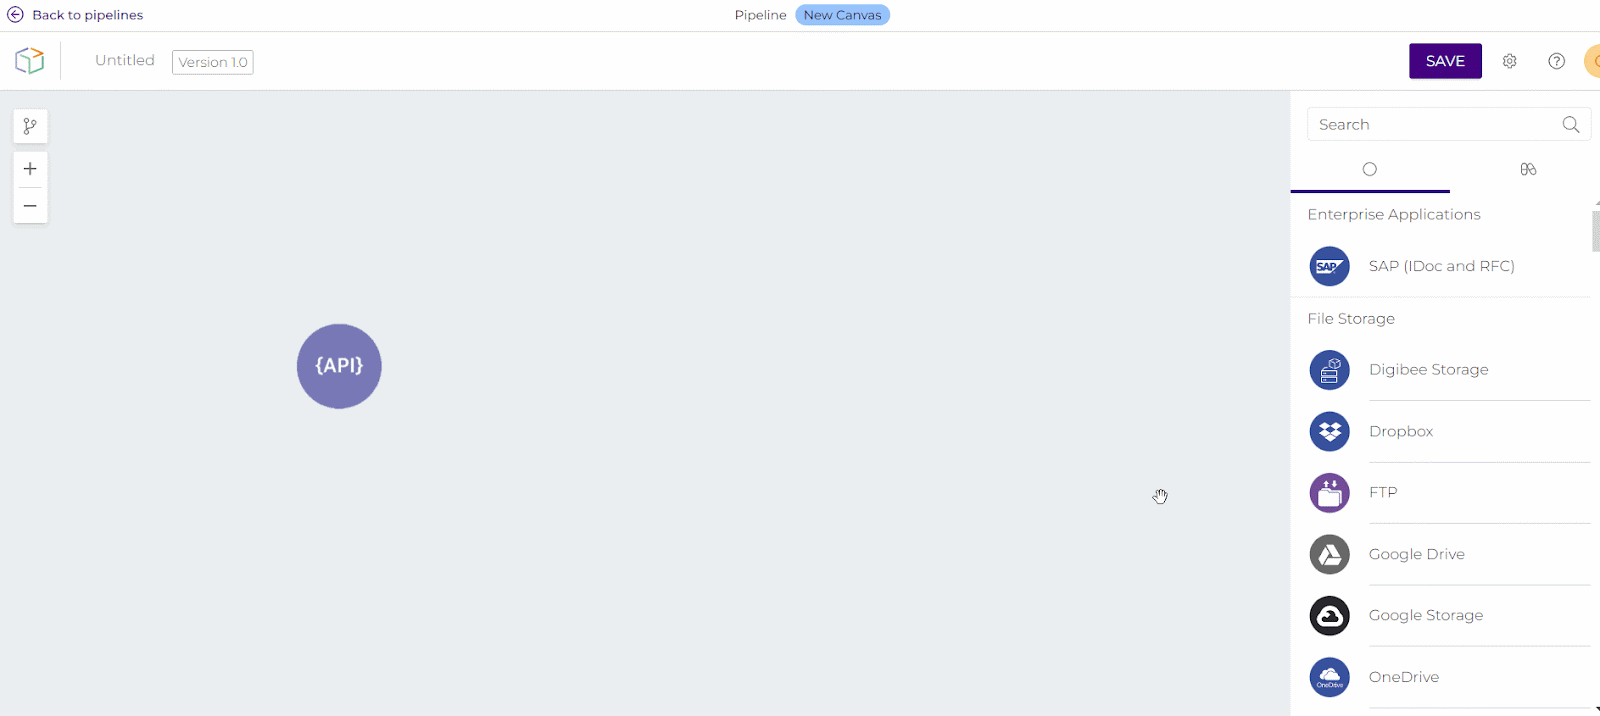 Back to pipelines
Pipeline New Canvas
Untitled Version 1.0
SAVE
Search
Enterprise Applications
SAP
SAP (IDoc and RFC)
File Storage
Digibee Storage
Dropbox
FTP
Google Drive
Google Storage
OneDrive
OneDrive
{API}